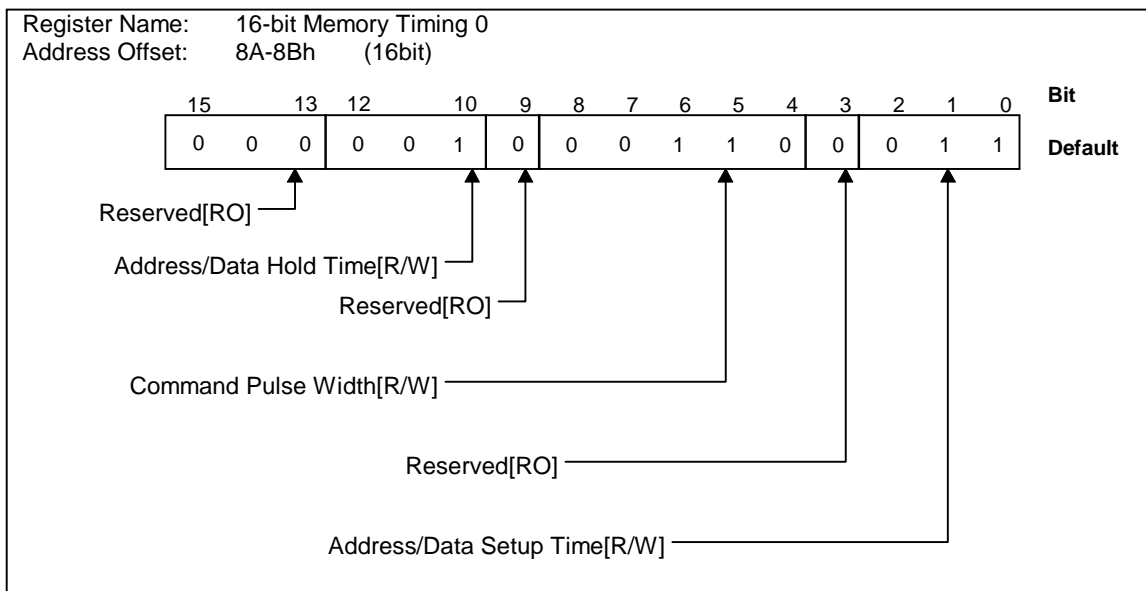 Register Name: 16-bit Memory Timing 0
Address Offset: 8A-8Bh (16bit)
15 13 12 10 9 8 7 6 5 4 3 2 1 0 Bit
0 0 0 0 0 1 0 0 0 1 1 0 0 0 1 1 Default
Reserved[RO]
Address/Data Hold Time[R/W]
Reserved[RO]
Command Pulse Width[R/W]
Reserved[RO]
Address/Data Setup Time[R/W]